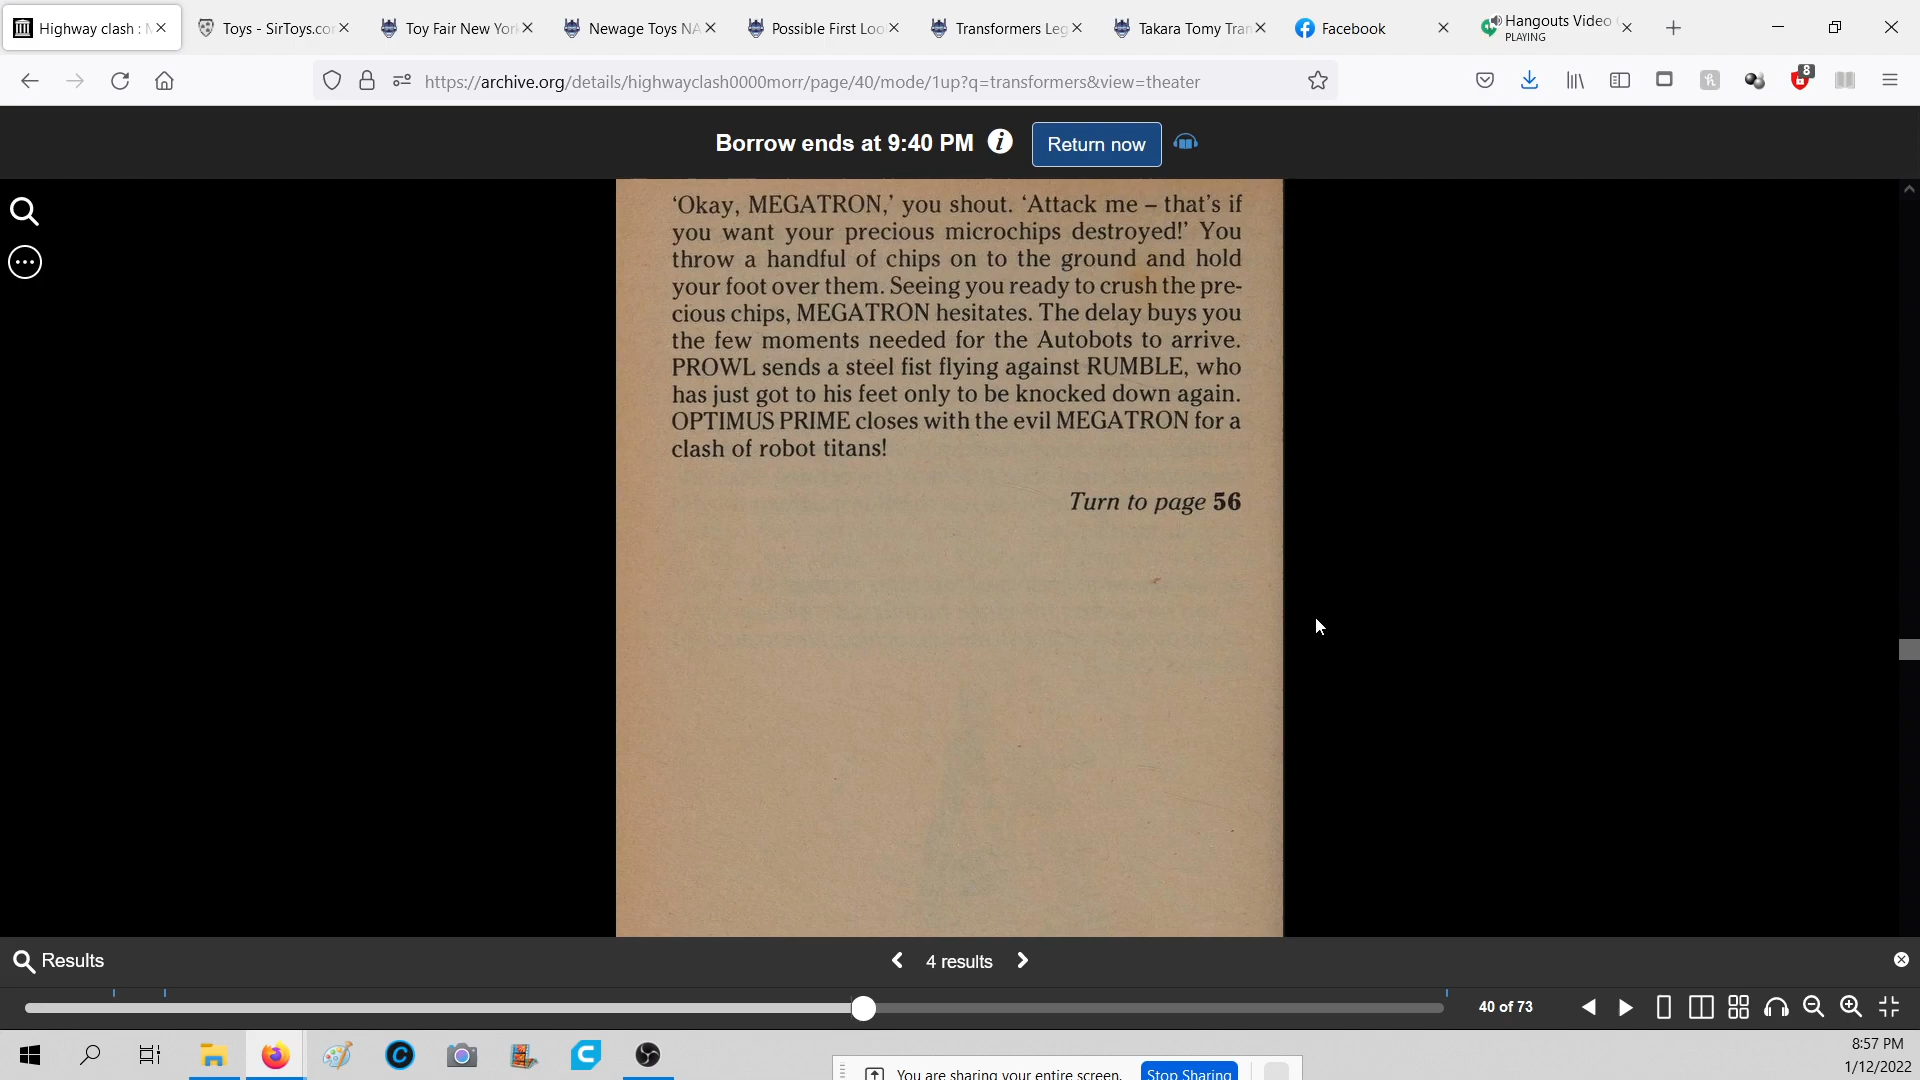 Highway clash :
Toys - SirToys.co
Toy Fair New Yor
Newage Toys NA
Possible First Loo
Transformers Leg
Takara Tomy Tran
Facebook
Hangouts Video
PLAYING
https://archive.org/details/highwayclash0000morr/page/40/mode/1up?q=transformers&view=theater
8
Borrow ends at 9:40 PM
Return now
‘Okay, MEGATRON,’ you shout. ‘Attack me – that’s if
you want your precious microchips destroyed!’ You
throw a handful of chips on to the ground and hold
your foot over them. Seeing you ready to crush the pre-
cious chips, MEGATRON hesitates. The delay buys you
the few moments needed for the Autobots to arrive.
PROWL sends a steel fist flying against RUMBLE, who
has just got to his feet only to be knocked down again.
OPTIMUS PRIME closes with the evil MEGATRON for a
clash of robot titans!
Turn to page 56
Results
4 results
40 of 73
8:57 PM
1/12/2022
You are sharing your entire screen.
Stop Sharing